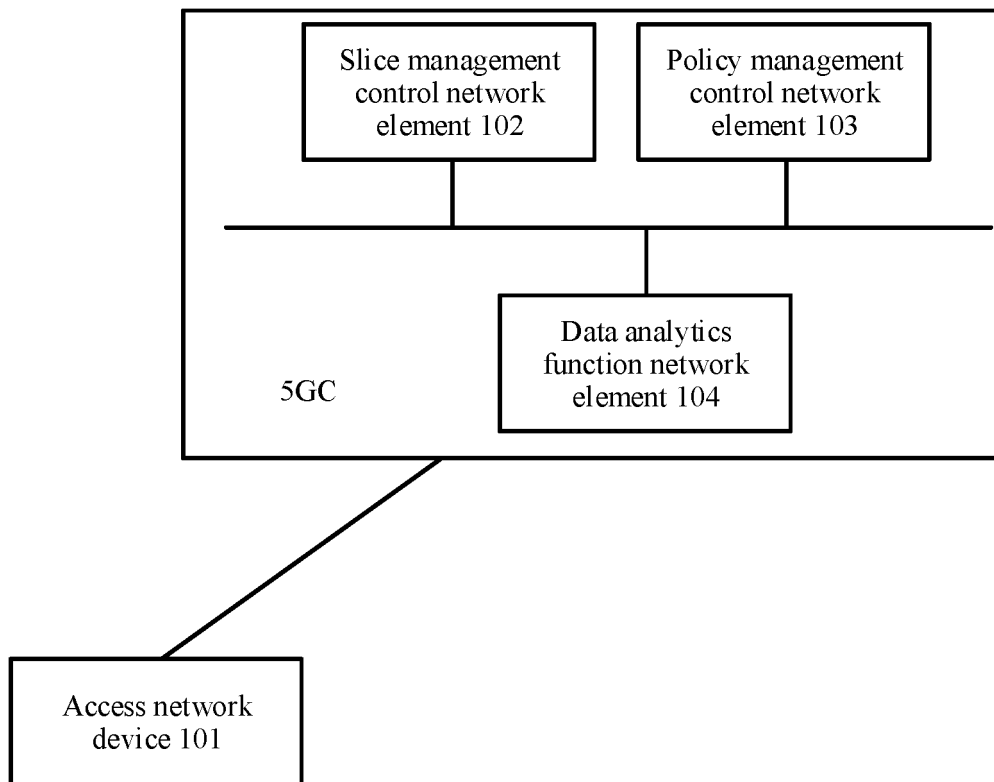 Slice management
control network
element 102
Policy management
control network
element 103
Data analytics
function network
element 104
5GC
Access network
device 101